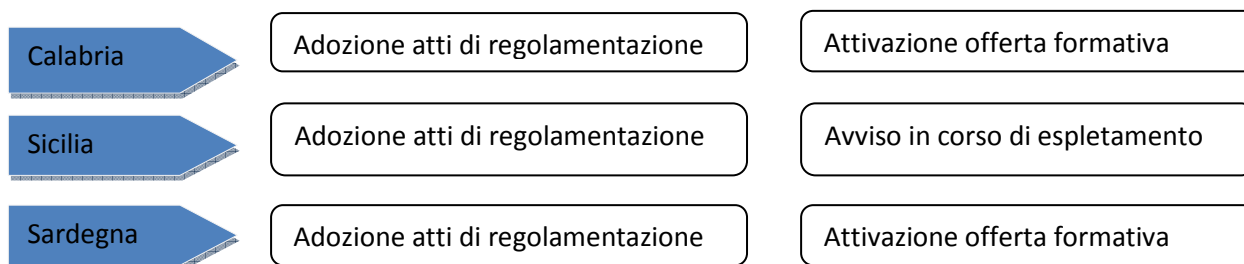 Calabria
Adozione atti di regolamentazione
Attivazione offerta formativa
Sicilia
Adozione atti di regolamentazione
Avviso in corso di espletamento
Sardegna
Adozione atti di regolamentazione
Attivazione offerta formativa